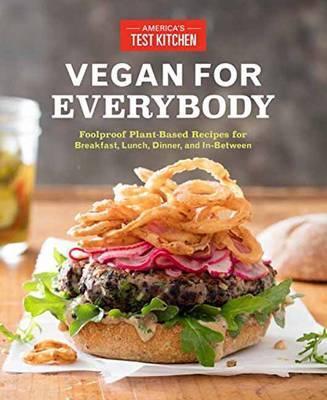 AMERICA'S
TEST KITCHEN
VEGAN FOR
EVERYBODY
Foolproof Plant-Based Recipes for
Breakfast, Lunch, Dinner, and In-Between